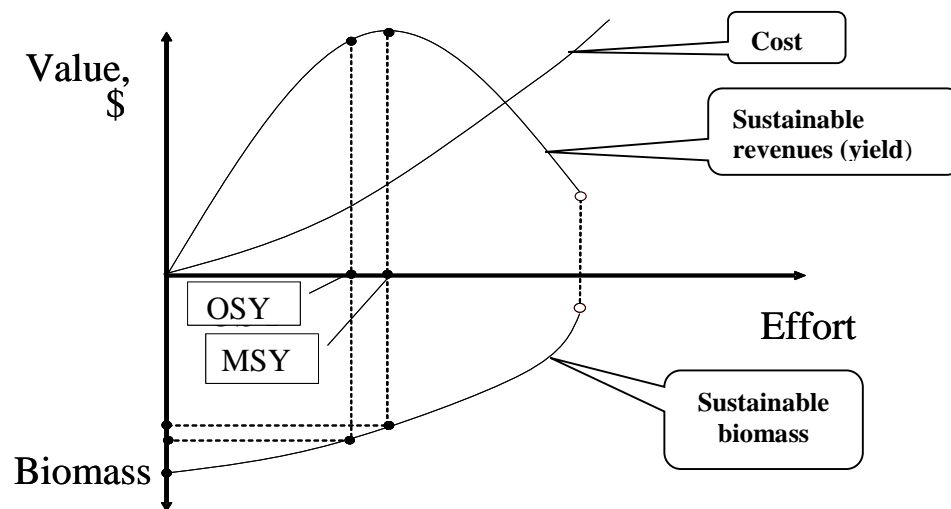 Cost
Value,
$
Sustainable
revenues (yield)
OSY
Effort
MSY
Sustainable
biomass
Biomass